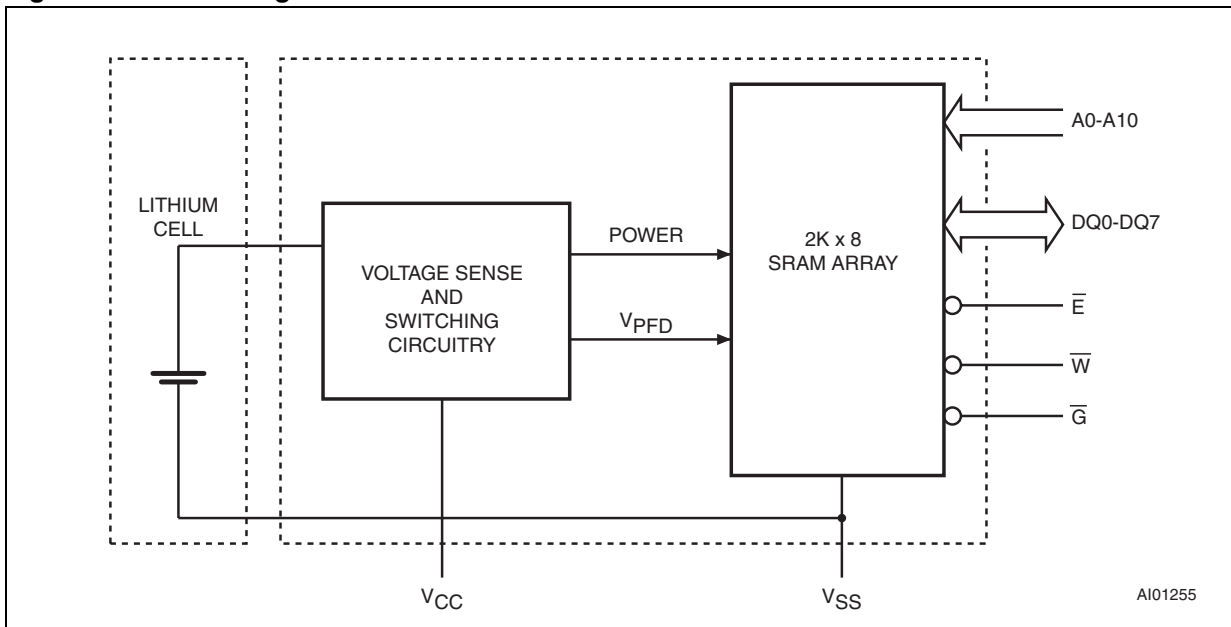 A0-A10
LITHIUM
CELL
POWER
2K x 8
SRAM ARRAY
DQ0-DQ7
VOLTAGE SENSE
AND
SWITCHING
CIRCUITRY
VPFD
E̅
W̅
G̅
VCC
VSS
AI01255